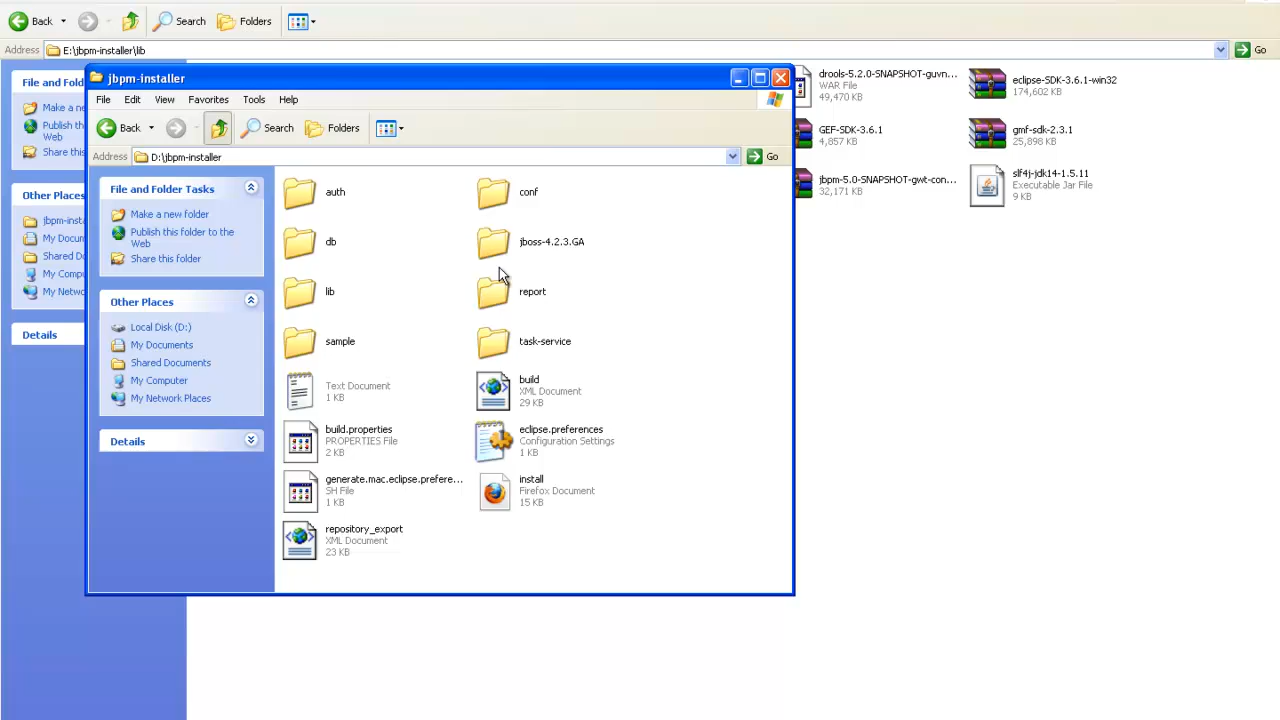 Back
Search
Folders
Address E:\jbpm-installer\lib
Go
File and Fold
Make a ne
Publish th
Web
Share this
Other Places
jbpm-insta
My Docum
Shared Do
My Compu
My Netwo
Details
drools-5.2.0-SNAPSHOT-guvn...
WAR File
49,470 KB
eclipse-SDK-3.6.1-win32
174,602 KB
GEF-SDK-3.6.1
4,857 KB
gmf-sdk-2.3.1
25,898 KB
jbpm-5.0-SNAPSHOT-gwt-con...
32,171 KB
slf4j-jdk14-1.5.11
Executable Jar File
9 KB
jbpm-installer
File Edit View Favorites Tools Help
Back
Search
Folders
Address D:\jbpm-installer
Go
File and Folder Tasks
Make a new folder
Publish this folder to the
Web
Share this folder
Other Places
Local Disk (D:)
My Documents
Shared Documents
My Computer
My Network Places
Details
auth
conf
db
jboss-4.2.3.GA
lib
report
sample
task-service
Text Document
1 KB
build
XML Document
29 KB
build.properties
PROPERTIES File
2 KB
eclipse.preferences
Configuration Settings
1 KB
generate.mac.eclipse.prefere...
SH File
1 KB
install
Firefox Document
15 KB
repository_export
XML Document
23 KB